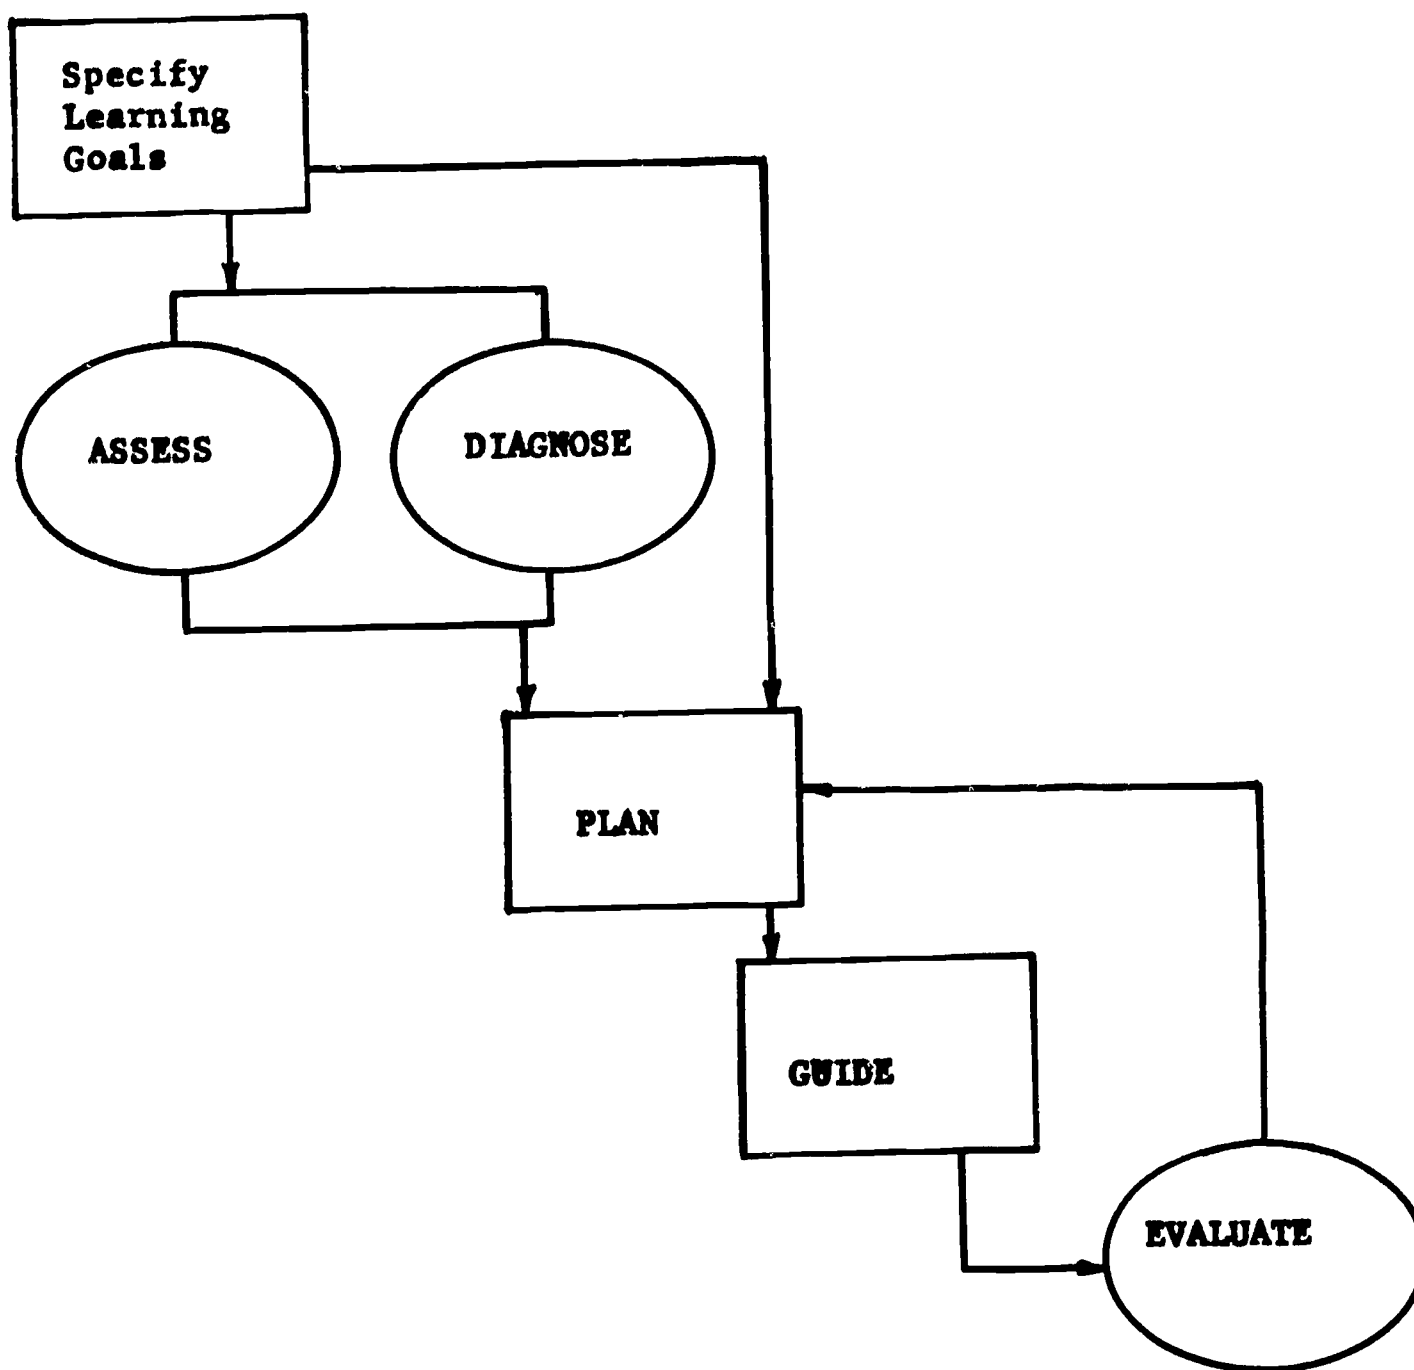 Specify
Learning
Goals
ASSESS
DIAGNOSE
PLAN
GUIDE
EVALUATE